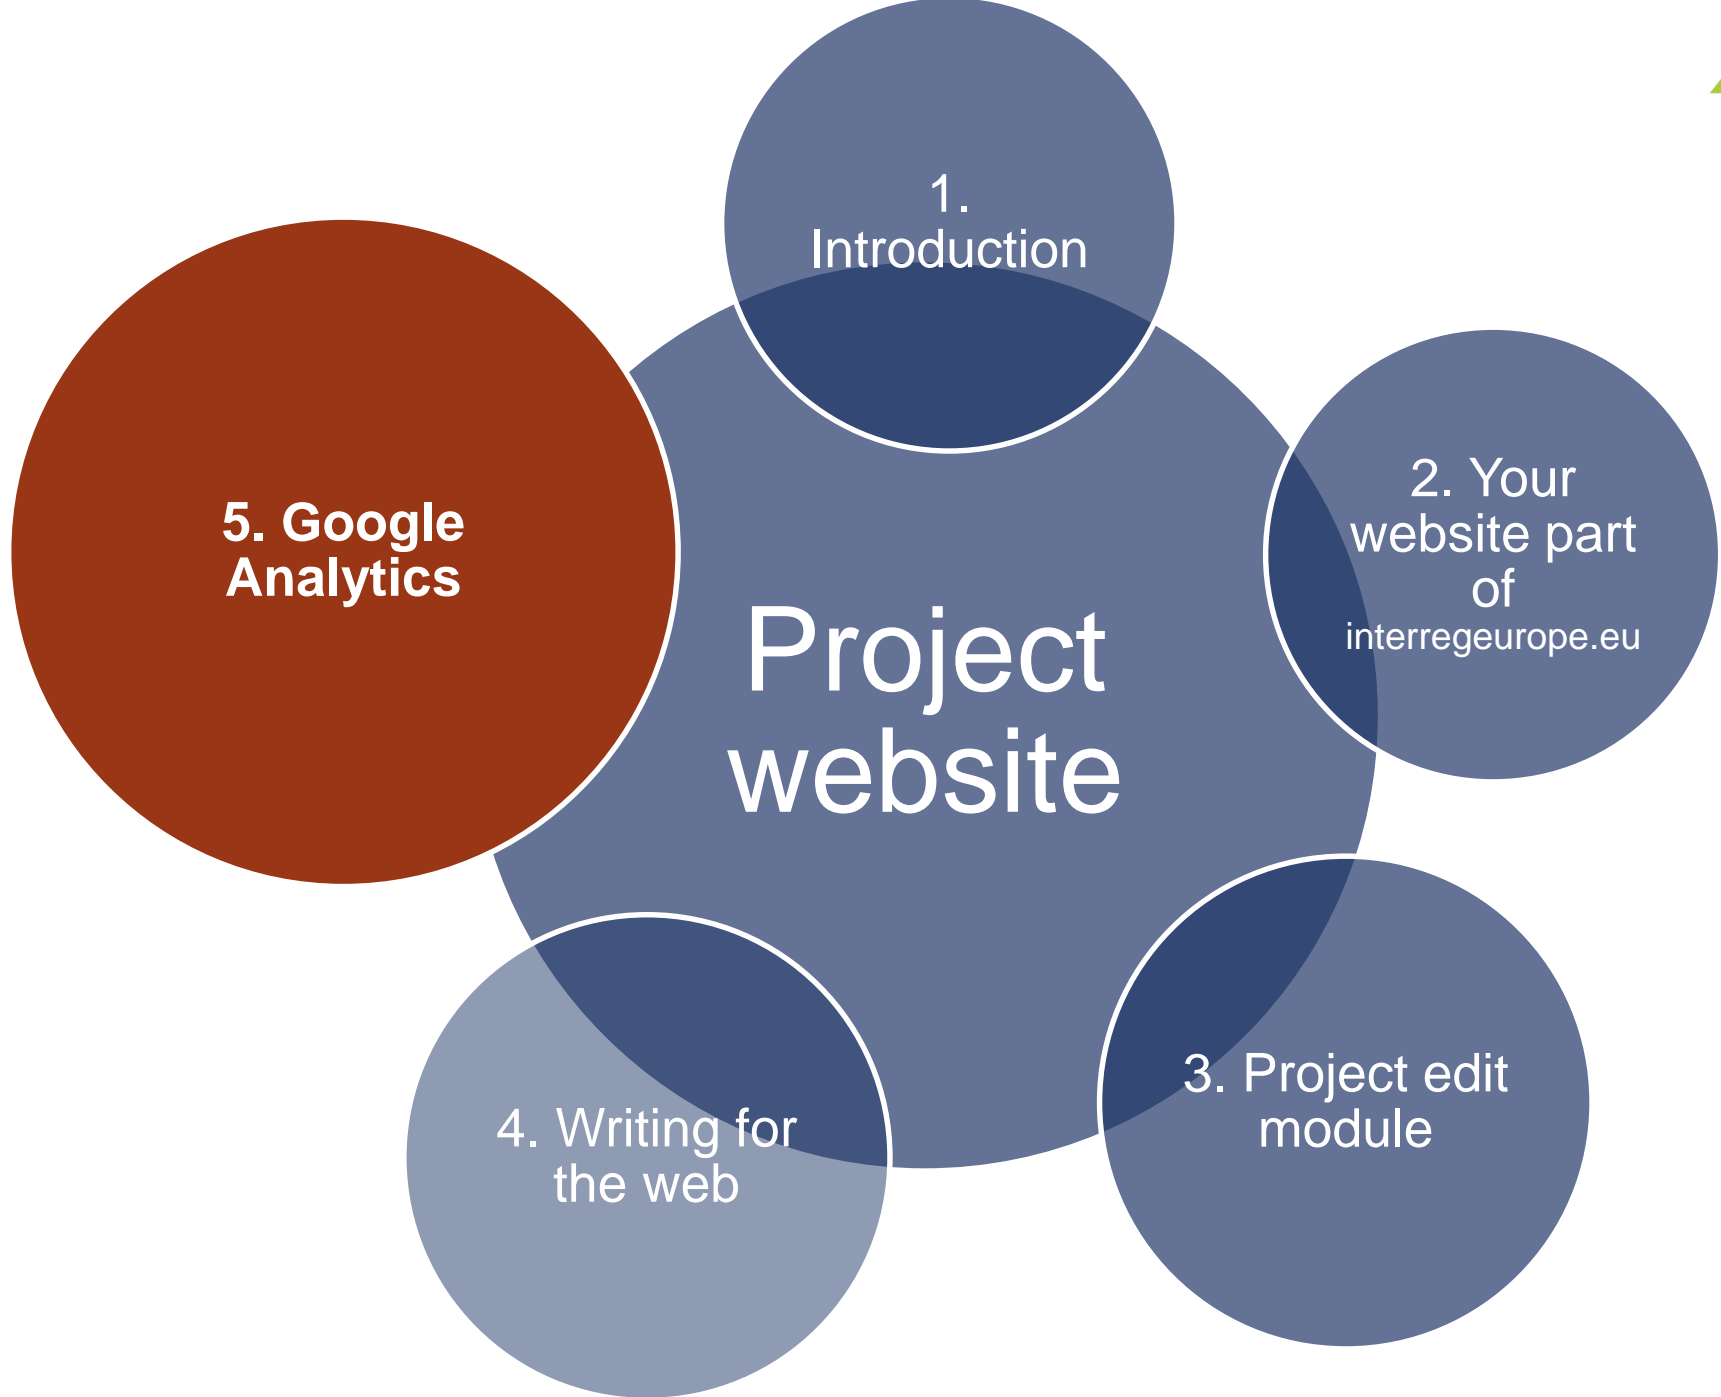 1.
Introduction
2. Your
website part
of
interregeurope.eu
3. Project edit
module
4. Writing for
the web
5. Google
Analytics
Project
website